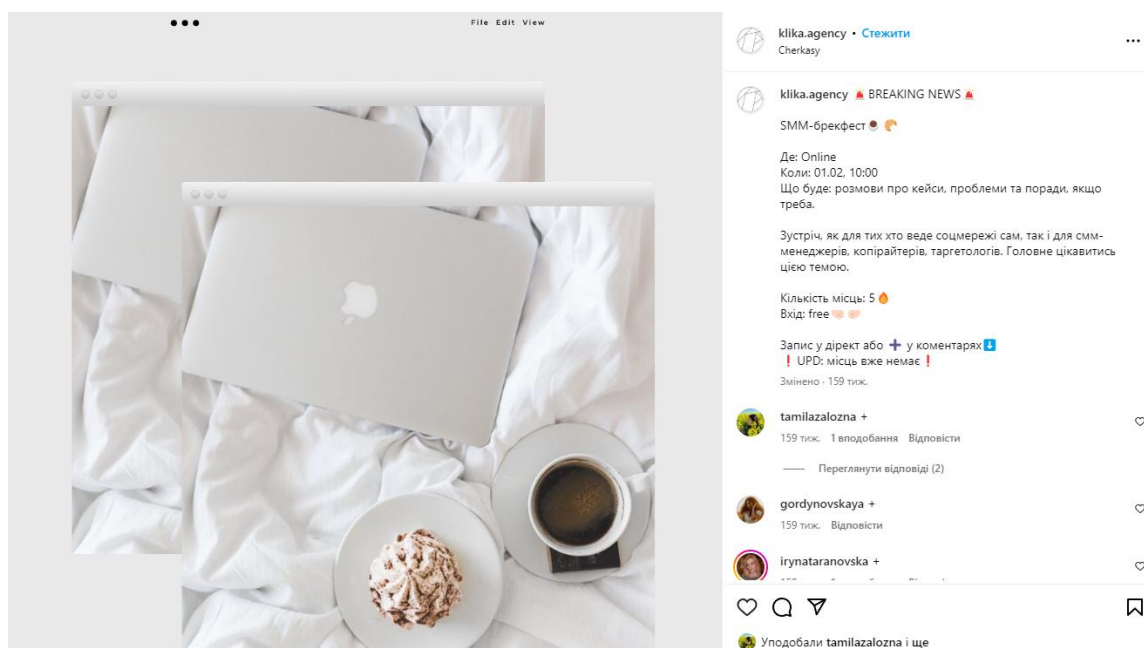 File Edit View
klika.agency • Стежити
Cherkasy
klika.agency 🚨 BREAKING NEWS 🚨
SMM-брекфест☕ 🥐
Де: Online
Коли: 01.02, 10:00
Що буде: розмови про кейси, проблеми та поради, якщо
треба.
Зустріч, як для тих хто веде соцмережі сам, так і для смм-
менеджерів, копірайтерів, таргетологів. Головне цікавитись
цією темою.
Кількість місць: 5🔥
Вхід: free🤜🏻 🤛🏻
Запис у дірект або ➕ у коментарях⬇️
❗ UPD: місць вже немає❗
Змінено · 159 тиж.
tamilazalozna +
159 тиж. 1 вподобання Відповісти
Переглянути відповіді (2)
gordynovskaya +
159 тиж. Відповісти
irynataranovska +
Уподобали tamilazalozna і ще